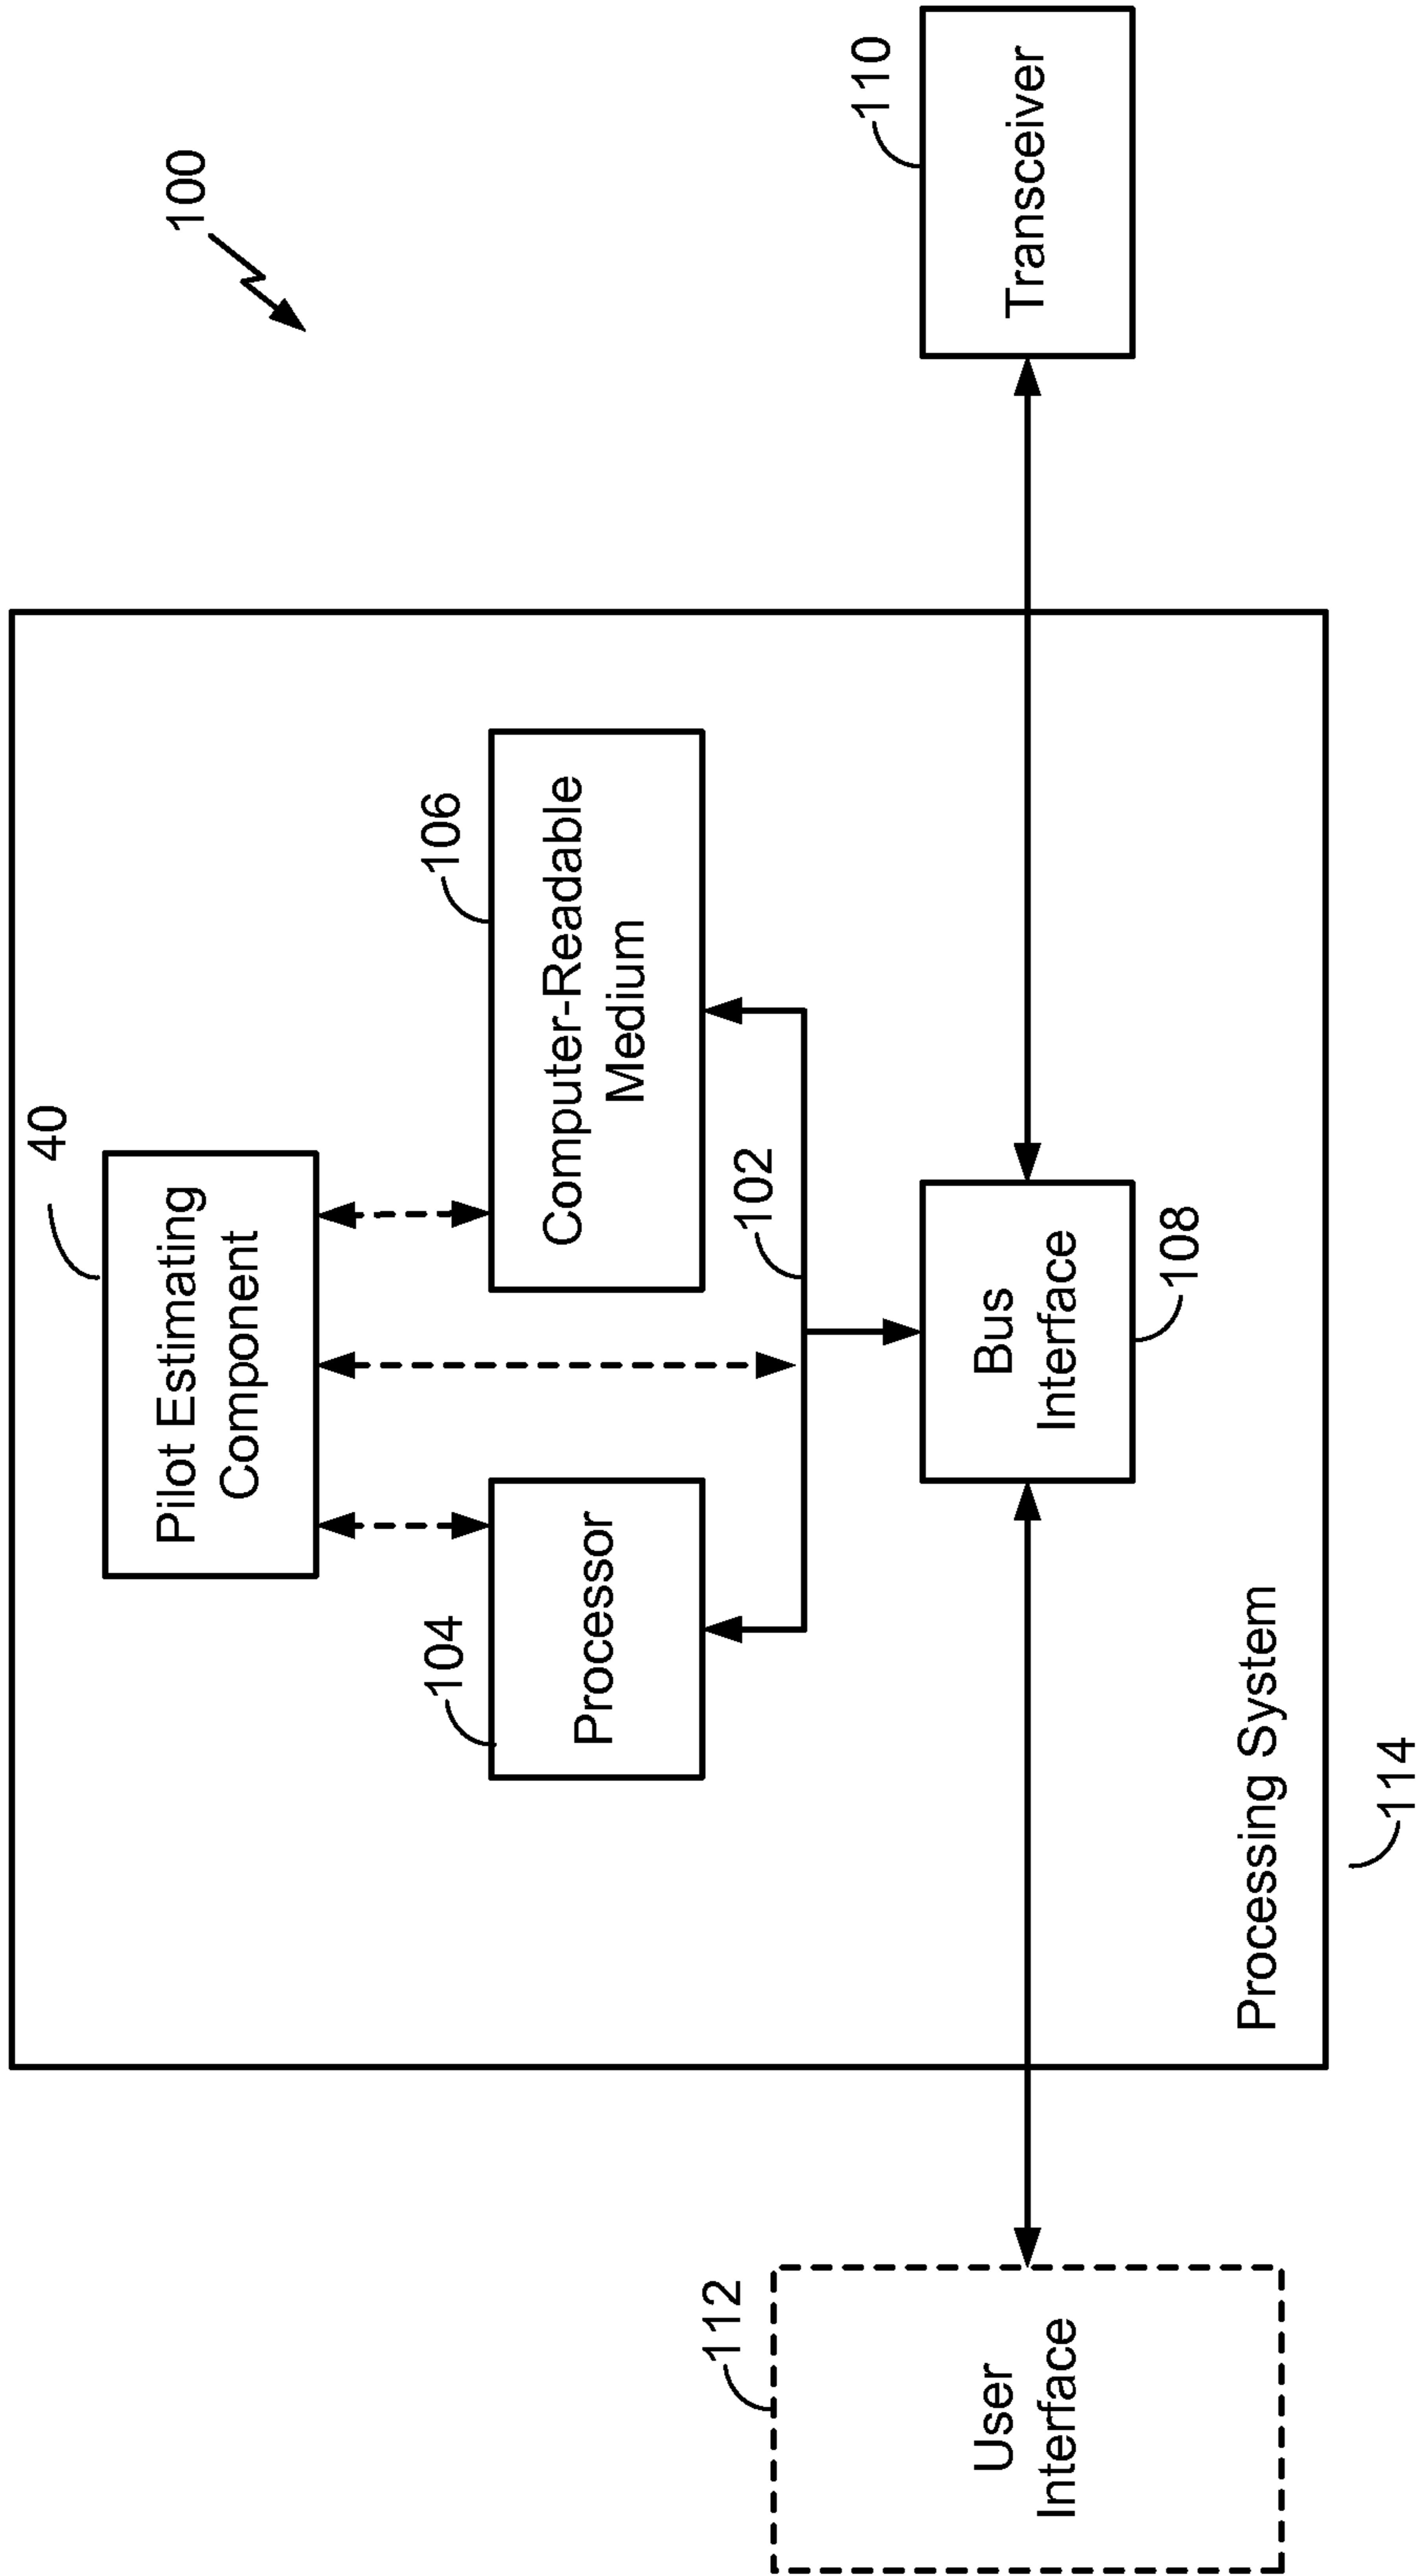 100
40
Pilot Estimating
Component
104
Processor
106
Computer-Readable
Medium
102
112
User
Interface
Bus
Interface
108
110
Transceiver
Processing System
114